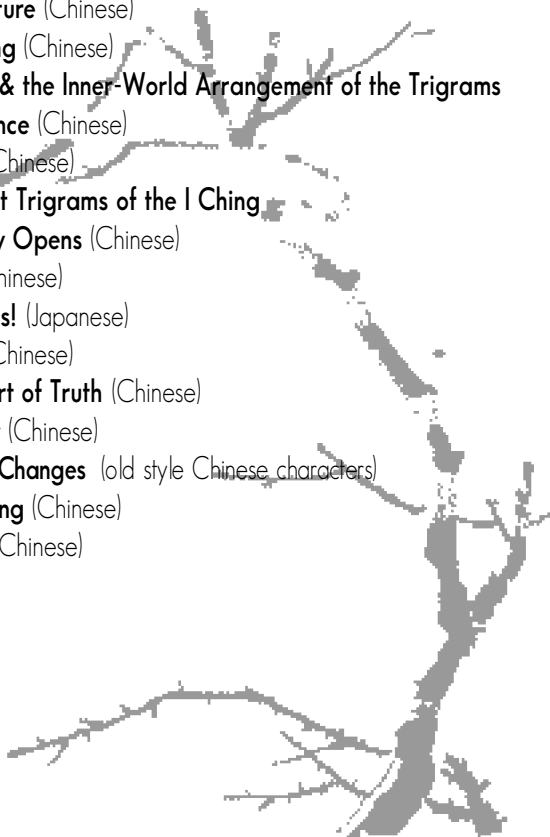 ture (Chinese)
ng (Chinese)
& the Inner-World Arrangement of the Trigrams
nce (Chinese)
Chinese)
t Trigrams of the I Ching
y Opens (Chinese)
hinese)
s! (Japanese)
Chinese)
rt of Truth (Chinese)
(Chinese)
Changes (old style Chinese characters)
ng (Chinese)
Chinese)